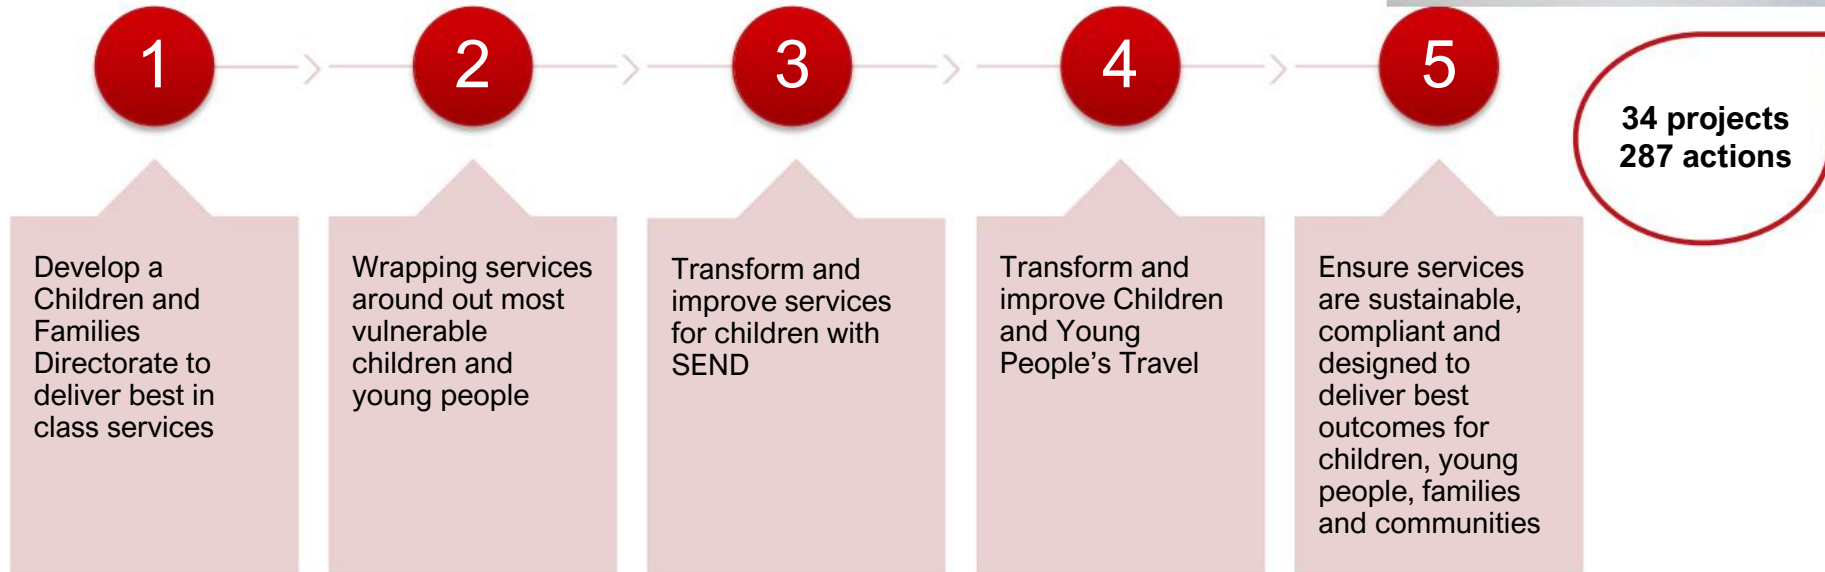 1
2
3
4
5
34 projects
287 actions
Develop a
Children and
Families
Directorate to
deliver best in
class services
Wrapping services
around out most
vulnerable
children and
young people
Transform and
improve services
for children with
SEND
Transform and
improve Children
and Young
People’s Travel
Ensure services
are sustainable,
compliant and
designed to
deliver best
outcomes for
children, young
people, families
and communities